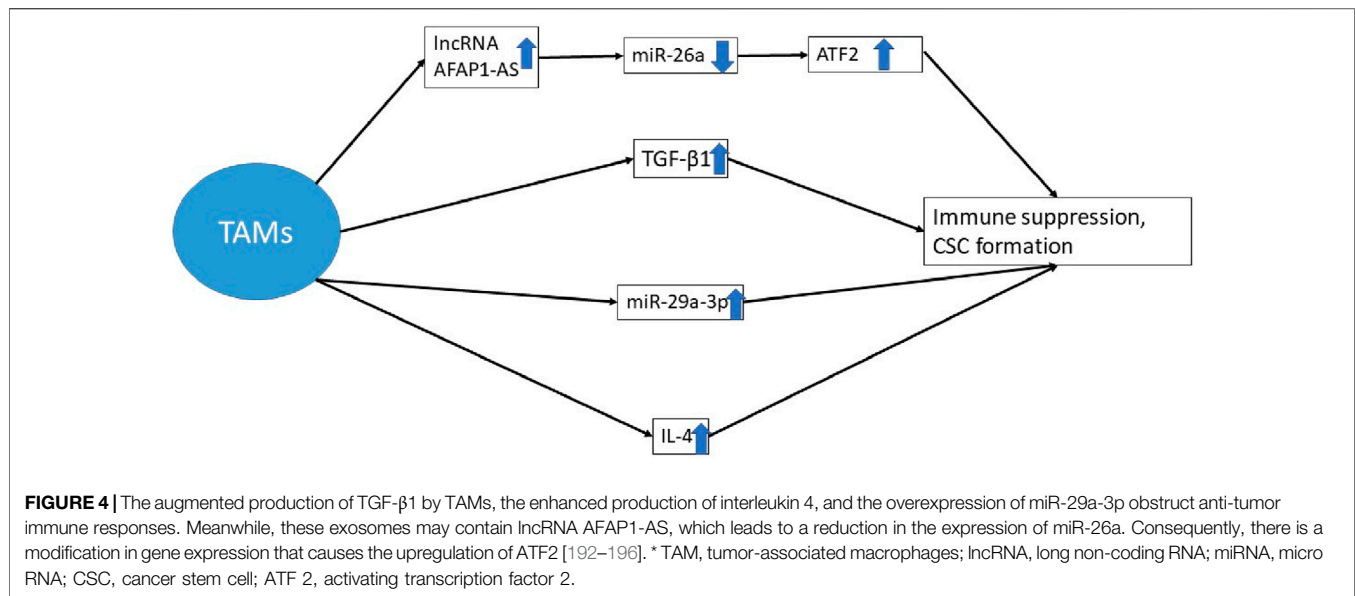 lncRNA
AFAP1-AS
miR-26a
ATF2
TGF-β1
TAMs
Immune suppression,
CSC formation
miR-29a-3p
IL-4
FIGURE 4 | The augmented production of TGF-β1 by TAMs, the enhanced production of interleukin 4, and the overexpression of miR-29a-3p obstruct anti-tumor
immune responses. Meanwhile, these exosomes may contain lncRNA AFAP1-AS, which leads to a reduction in the expression of miR-26a. Consequently, there is a
modification in gene expression that causes the upregulation of ATF2 [192–196]. * TAM, tumor-associated macrophages; lncRNA, long non-coding RNA; miRNA, micro
RNA; CSC, cancer stem cell; ATF 2, activating transcription factor 2.